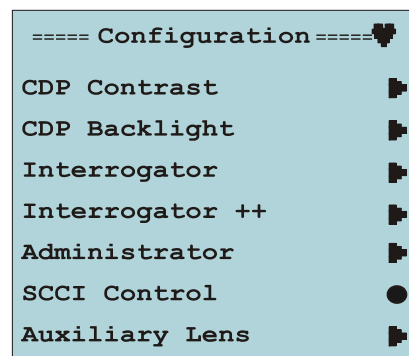 ===== Configuration =====
CDP Contrast
CDP Backlight
Interrogator
Interrogator ++
Administrator
SCCI Control
Auxiliary Lens